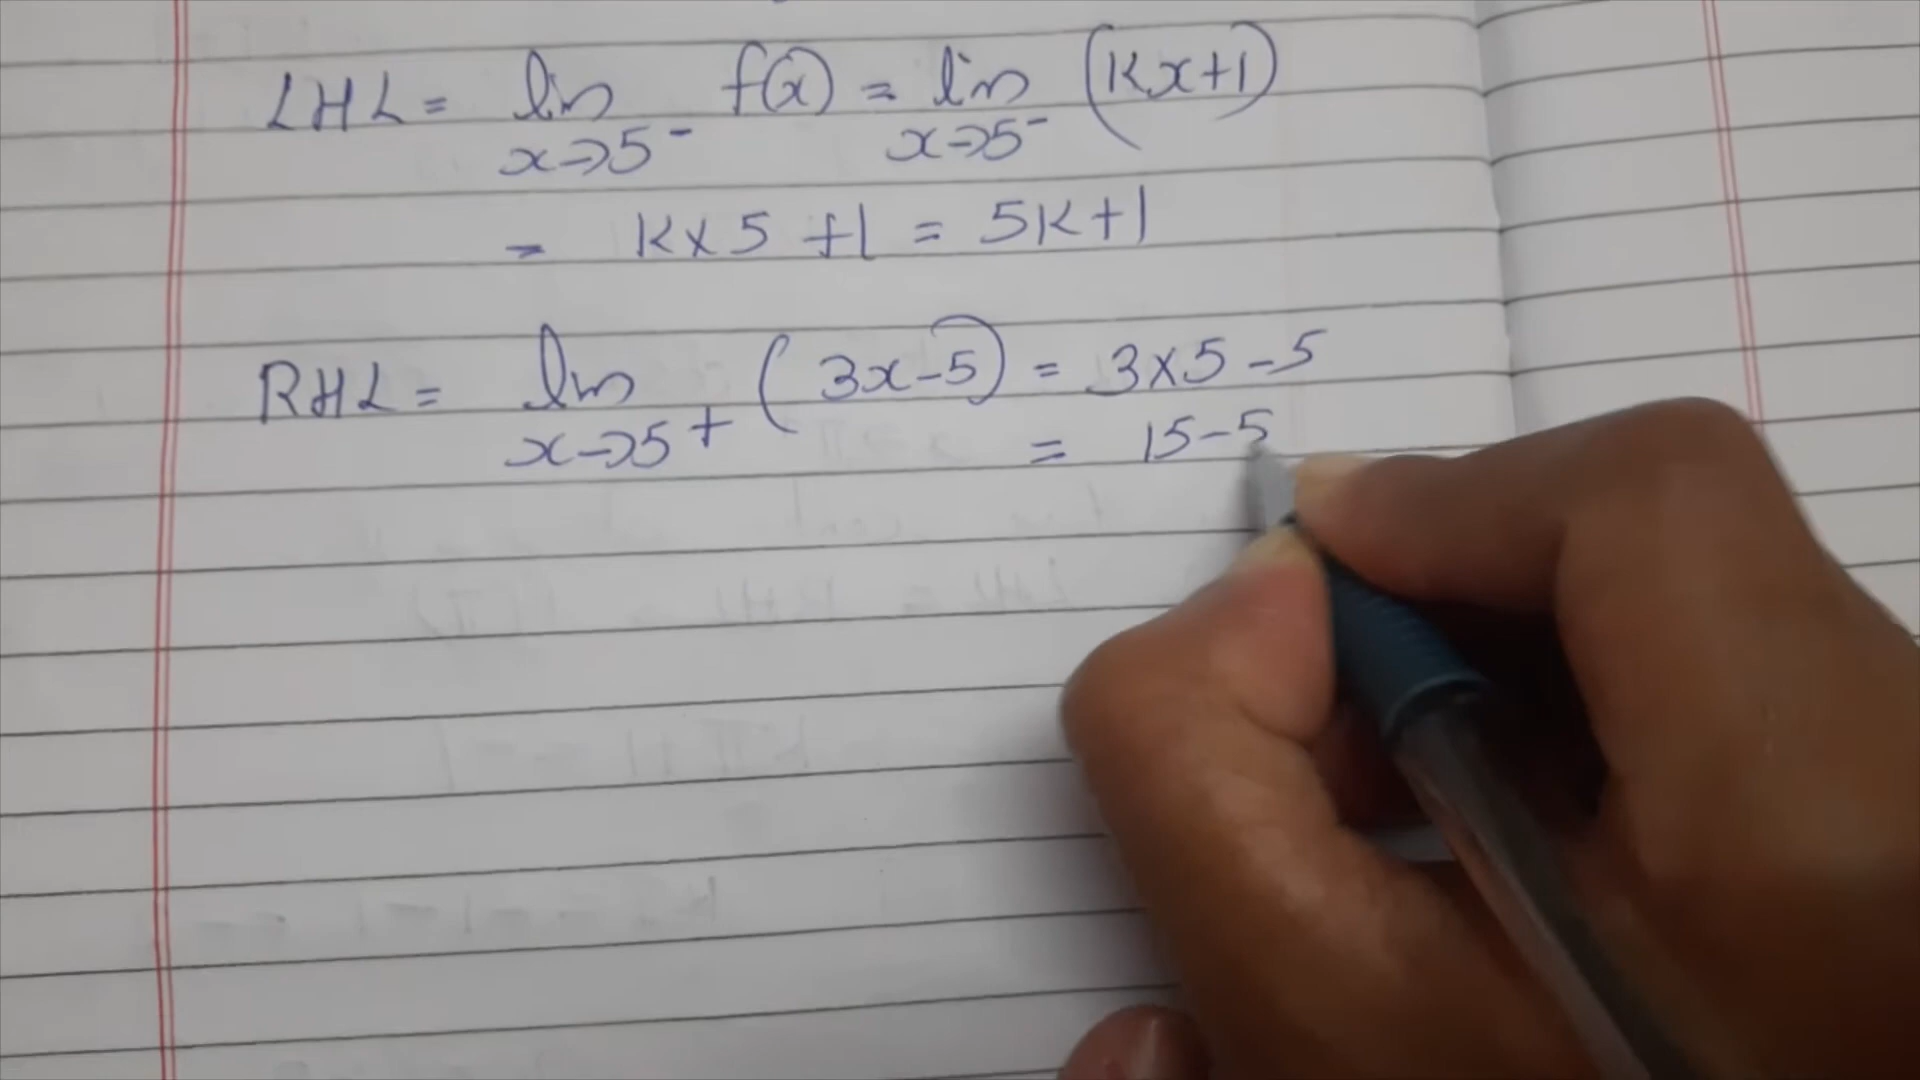 LHL = lim f(x) = lim (Kx+1)
x→5⁻ x→5⁻
= K×5+1 = 5K+1
RHL = lim (3x-5) = 3×5-5
x→5+ = 15-5